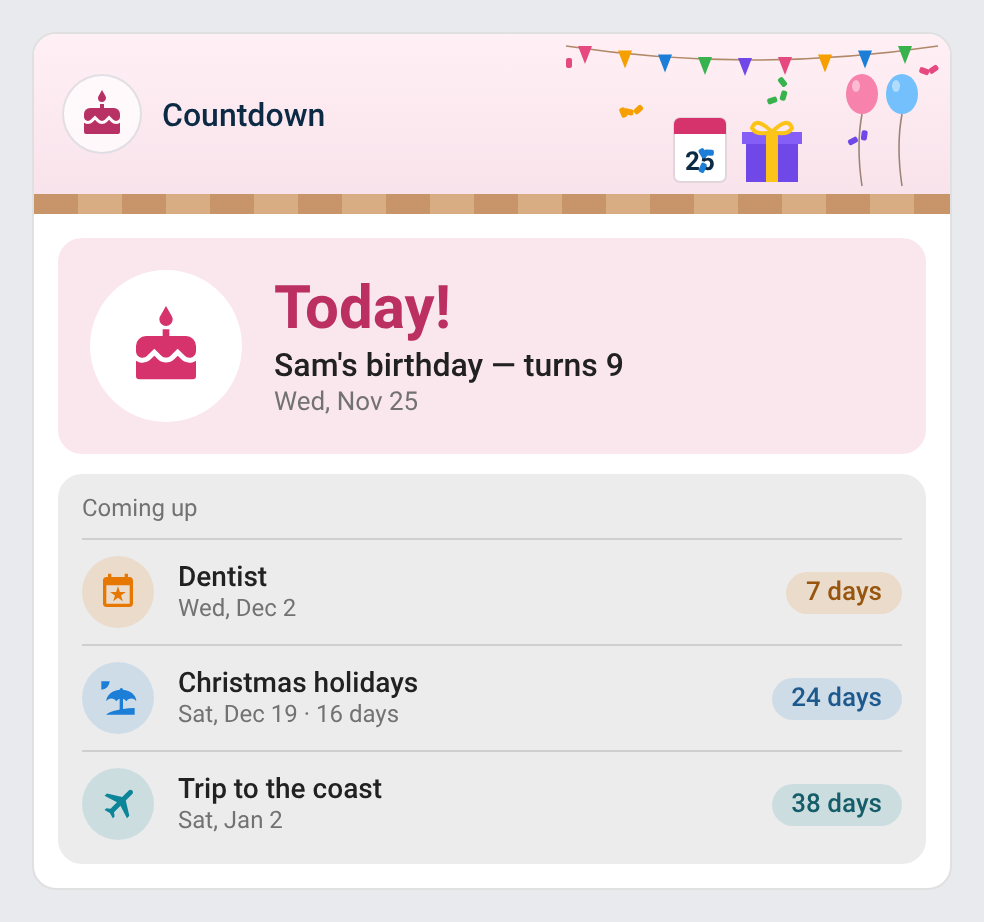 Countdown
25
Today!
Sam's birthday — turns 9
Wed, Nov 25
Coming up
Dentist
Wed, Dec 2
7 days
Christmas holidays
Sat, Dec 19 · 16 days
24 days
Trip to the coast
Sat, Jan 2
38 days